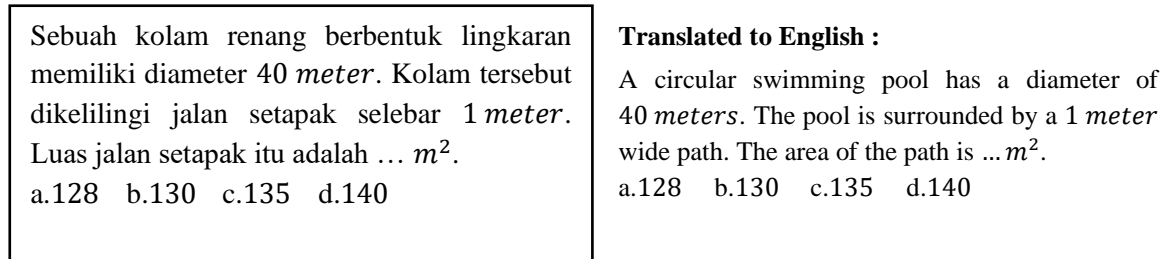 Sebuah kolam renang berbentuk lingkaran
memiliki diameter 40 meter. Kolam tersebut
dikelilingi jalan setapak selebar 1 meter.
Luas jalan setapak itu adalah … m².
a.128 b.130 c.135 d.140
Translated to English :
A circular swimming pool has a diameter of
40 meters. The pool is surrounded by a 1 meter
wide path. The area of the path is … m².
a.128 b.130 c.135 d.140